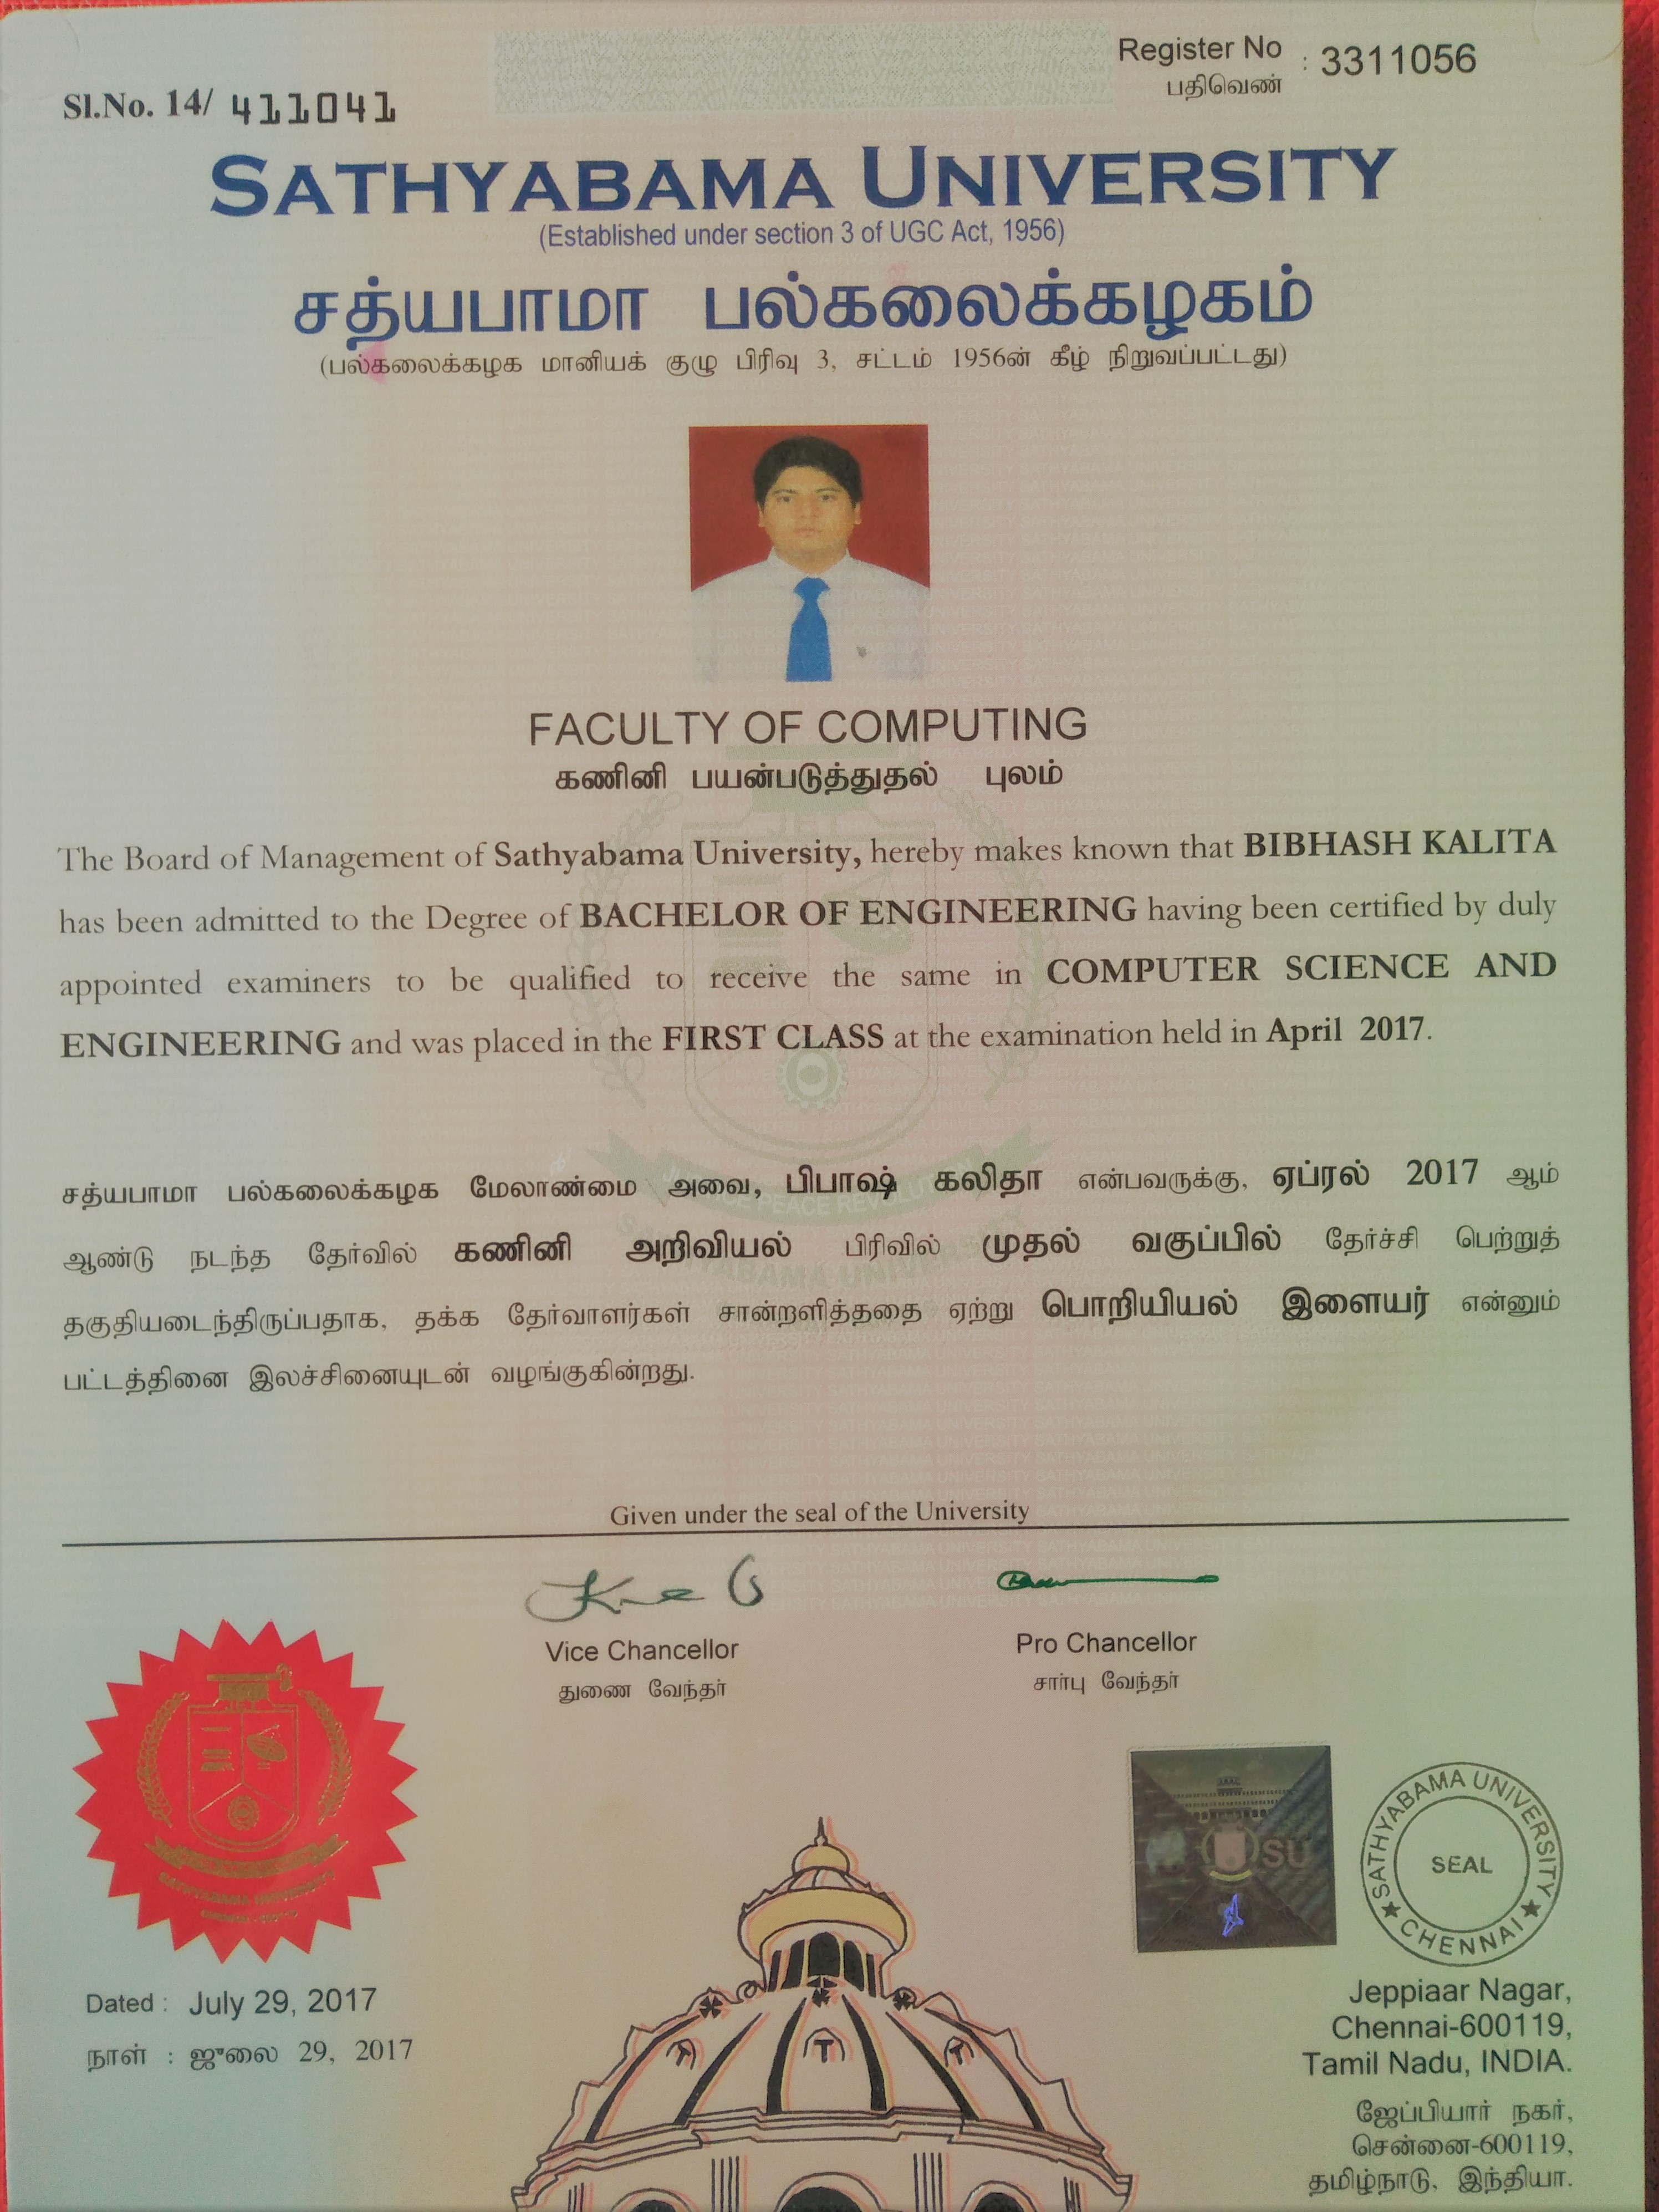 Register No : 3311056
பதிவெண்
Sl.No. 14/ 411041
SATHYABAMA UNIVERSITY
(Established under section 3 of UGC Act, 1956)
சத்யபாமா பல்கலைக்கழகம்
(பல்கலைக்கழக மானியக் குழு பிரிவு 3, சட்டம் 1956ன் கீழ் நிறுவப்பட்டது)
FACULTY OF COMPUTING
கணினி பயன்படுத்துதல் புலம்
The Board of Management of Sathyabama University, hereby makes known that BIBHASH KALITA
has been admitted to the Degree of BACHELOR OF ENGINEERING having been certified by duly
appointed examiners to be qualified to receive the same in COMPUTER SCIENCE AND
ENGINEERING and was placed in the FIRST CLASS at the examination held in April 2017.
சத்யபாமா பல்கலைக்கழக மேலாண்மை அவை, பிபாஷ் கலிதா என்பவருக்கு, ஏப்ரல் 2017 ஆம்
ஆண்டு நடந்த தேர்வில் கணினி அறிவியல் பிரிவில் முதல் வகுப்பில் தேர்ச்சி பெற்றுத்
தகுதியடைந்திருப்பதாக, தக்க தேர்வாளர்கள் சான்றளித்ததை ஏற்று பொறியியல் இளையர் என்னும்
பட்டத்தினை இலச்சினையுடன் வழங்குகின்றது.
Given under the seal of the University
Vice Chancellor
துணை வேந்தர்
Pro Chancellor
சார்பு வேந்தர்
SATHYABAMA UNIVERSITY
SU
SATHYABAMA UNIVERSITY
SEAL
CHENNAI
Dated : July 29, 2017
நாள் : ஜுலை 29, 2017
Jeppiaar Nagar,
Chennai-600119,
Tamil Nadu, INDIA.
ஜேப்பியார் நகர்,
சென்னை-600119,
தமிழ்நாடு, இந்தியா.